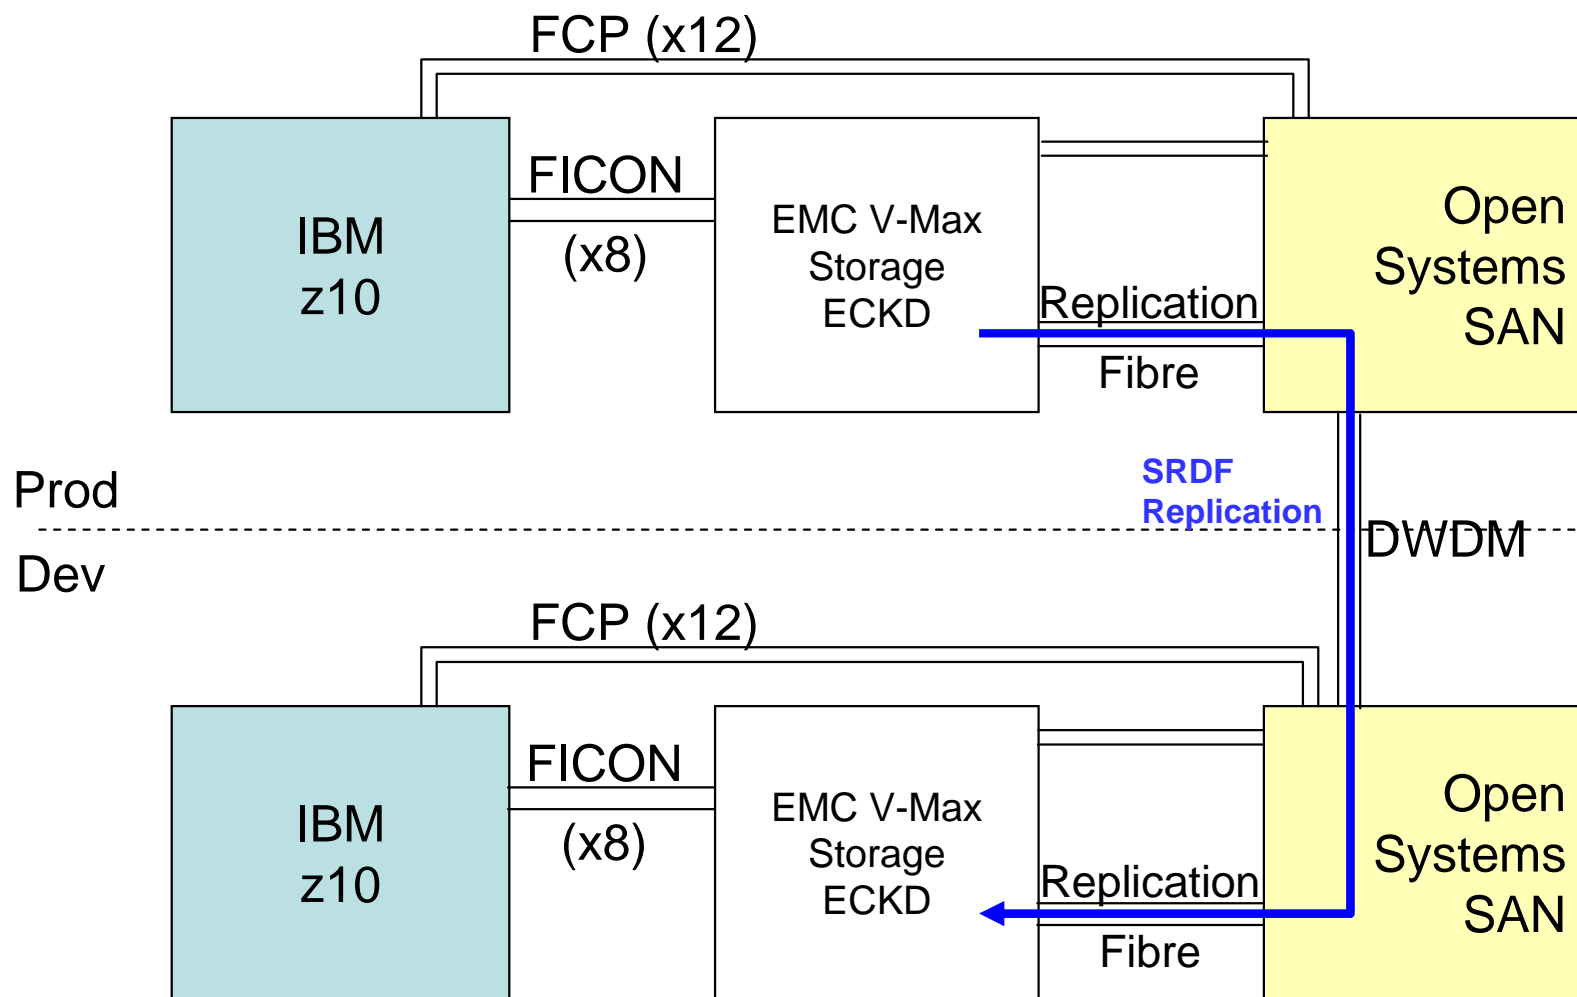 FCP (x12)
FICON
(x8)
IBM
z10
EMC V-Max
Storage
ECKD
Replication
Fibre
Open
Systems
SAN
SRDF
Replication
Prod
DWDM
Dev
FCP (x12)
FICON
(x8)
IBM
z10
EMC V-Max
Storage
ECKD
Replication
Fibre
Open
Systems
SAN